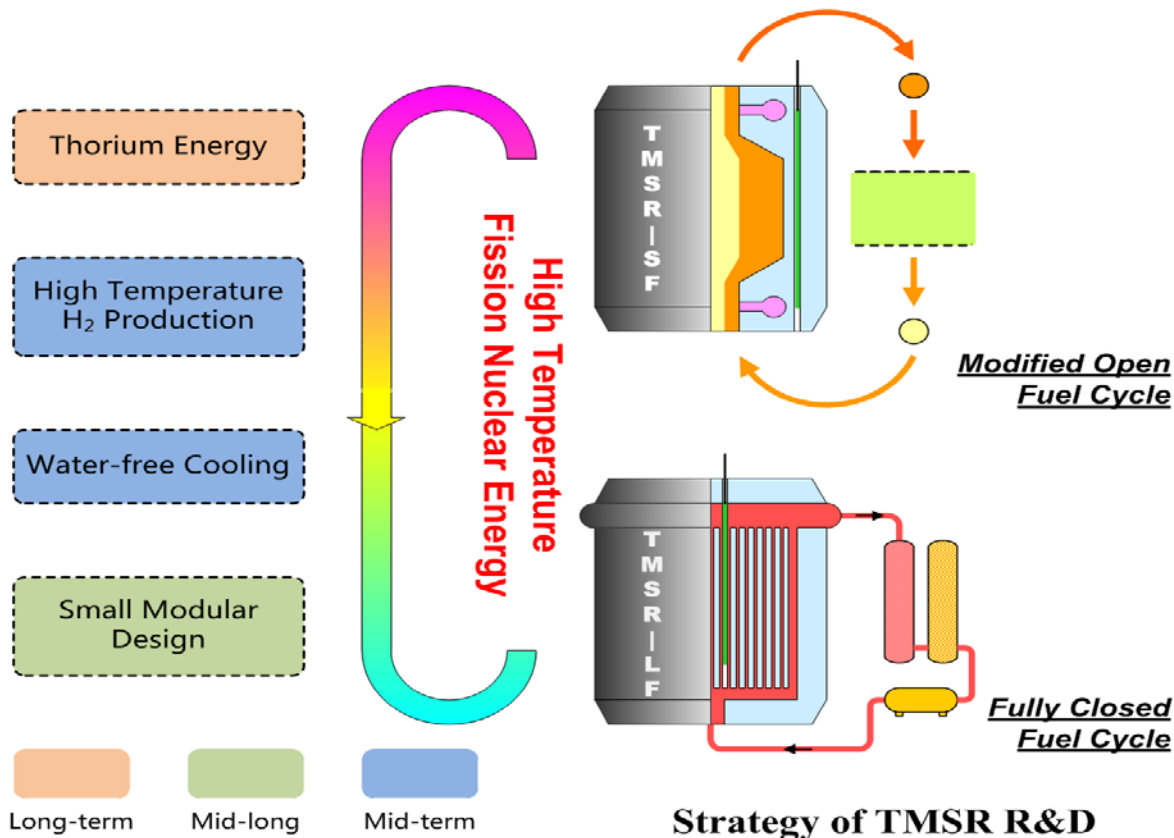 Thorium Energy
High Temperature
H₂ Production
Water-free Cooling
Small Modular
Design
Long-term
Mid-long
Mid-term
High Temperature
Fission Nuclear Energy
TMSR|SF
Modified Open
Fuel Cycle
TMSR|LF
Fully Closed
Fuel Cycle
Strategy of TMSR R&D